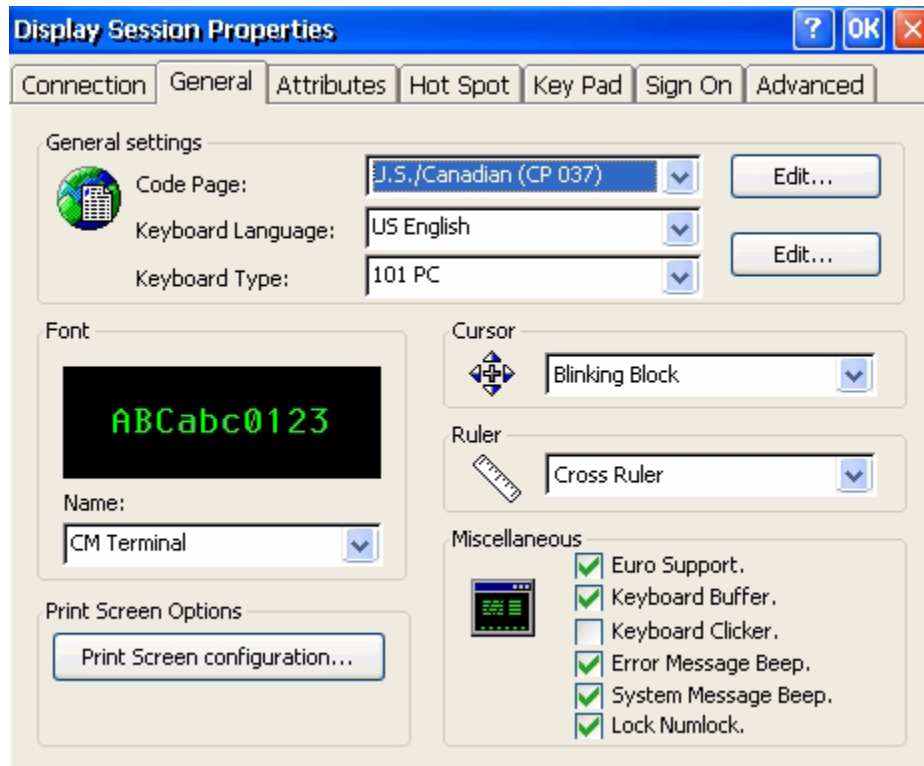 Display Session Properties ? OK
Connection General Attributes Hot Spot Key Pad Sign On Advanced
General settings
Code Page: J.S./Canadian (CP 037) Edit...
Keyboard Language: US English
Edit...
Keyboard Type: 101 PC
Font
ABCabc0123
Name:
CM Terminal
Print Screen Options
Print Screen configuration...
Cursor
Blinking Block
Ruler
Cross Ruler
Miscellaneous
Euro Support.
Keyboard Buffer.
Keyboard Clicker.
Error Message Beep.
System Message Beep.
Lock Numlock.